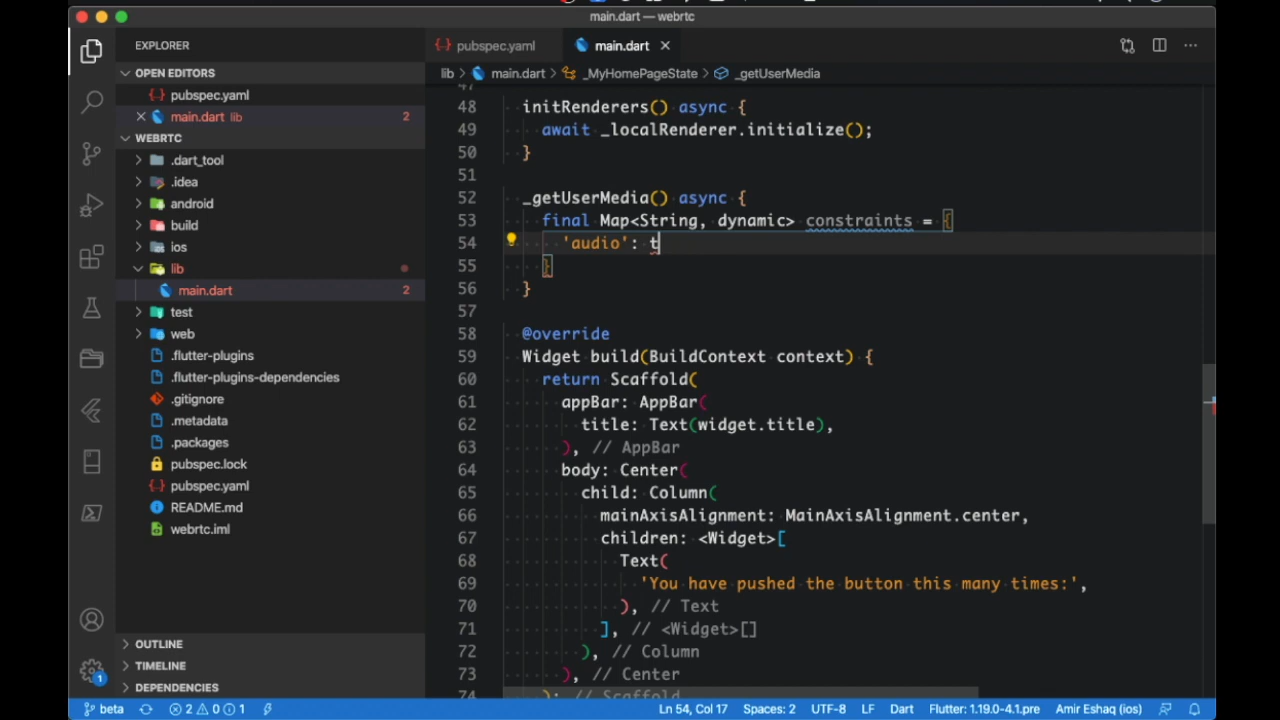 main.dart — webrtc
EXPLORER
OPEN EDITORS
pubspec.yaml
main.dart lib 2
WEBRTC
.dart_tool
.idea
android
build
ios
lib
main.dart 2
test
web
.flutter-plugins
.flutter-plugins-dependencies
.gitignore
.metadata
.packages
pubspec.lock
pubspec.yaml
README.md
webrtc.iml
OUTLINE
TIMELINE
DEPENDENCIES
pubspec.yaml main.dart
lib > main.dart > _MyHomePageState > _getUserMedia
48 initRenderers() async {
49 await _localRenderer.initialize();
50 }
51
52 _getUserMedia() async {
53 final Map<String, dynamic> constraints = {
54 'audio': t
55 }
56 }
57
58 @override
59 Widget build(BuildContext context) {
60 return Scaffold(
61 appBar: AppBar(
62 title: Text(widget.title),
63 ), // AppBar
64 body: Center(
65 child: Column(
66 mainAxisAlignment: MainAxisAlignment.center,
67 children: <Widget>[
68 Text(
69 'You have pushed the button this many times:',
70 ), // Text
71 ], // <Widget>[]
72 ), // Column
73 ), // Center
74 ); // Scaffold
1
beta 2 0 1 Ln 54, Col 17 Spaces: 2 UTF-8 LF Dart Flutter: 1.19.0-4.1.pre Amir Eshaq (ios)